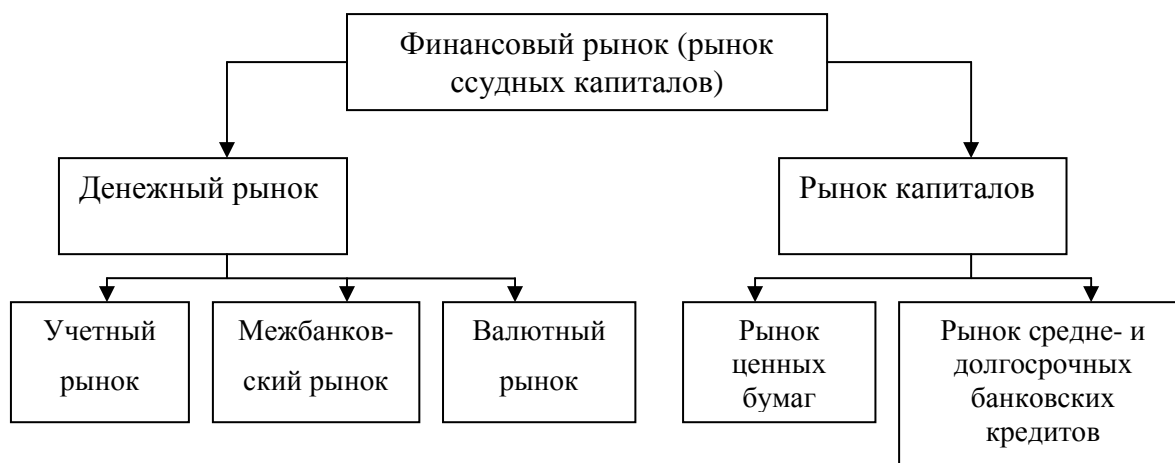 Финансовый рынок (рынок
ссудных капиталов)
Денежный рынок
Рынок капиталов
Учетный
рынок
Межбанков-
ский рынок
Валютный
рынок
Рынок
ценных
бумаг
Рынок средне- и
долгосрочных
банковских
кредитов